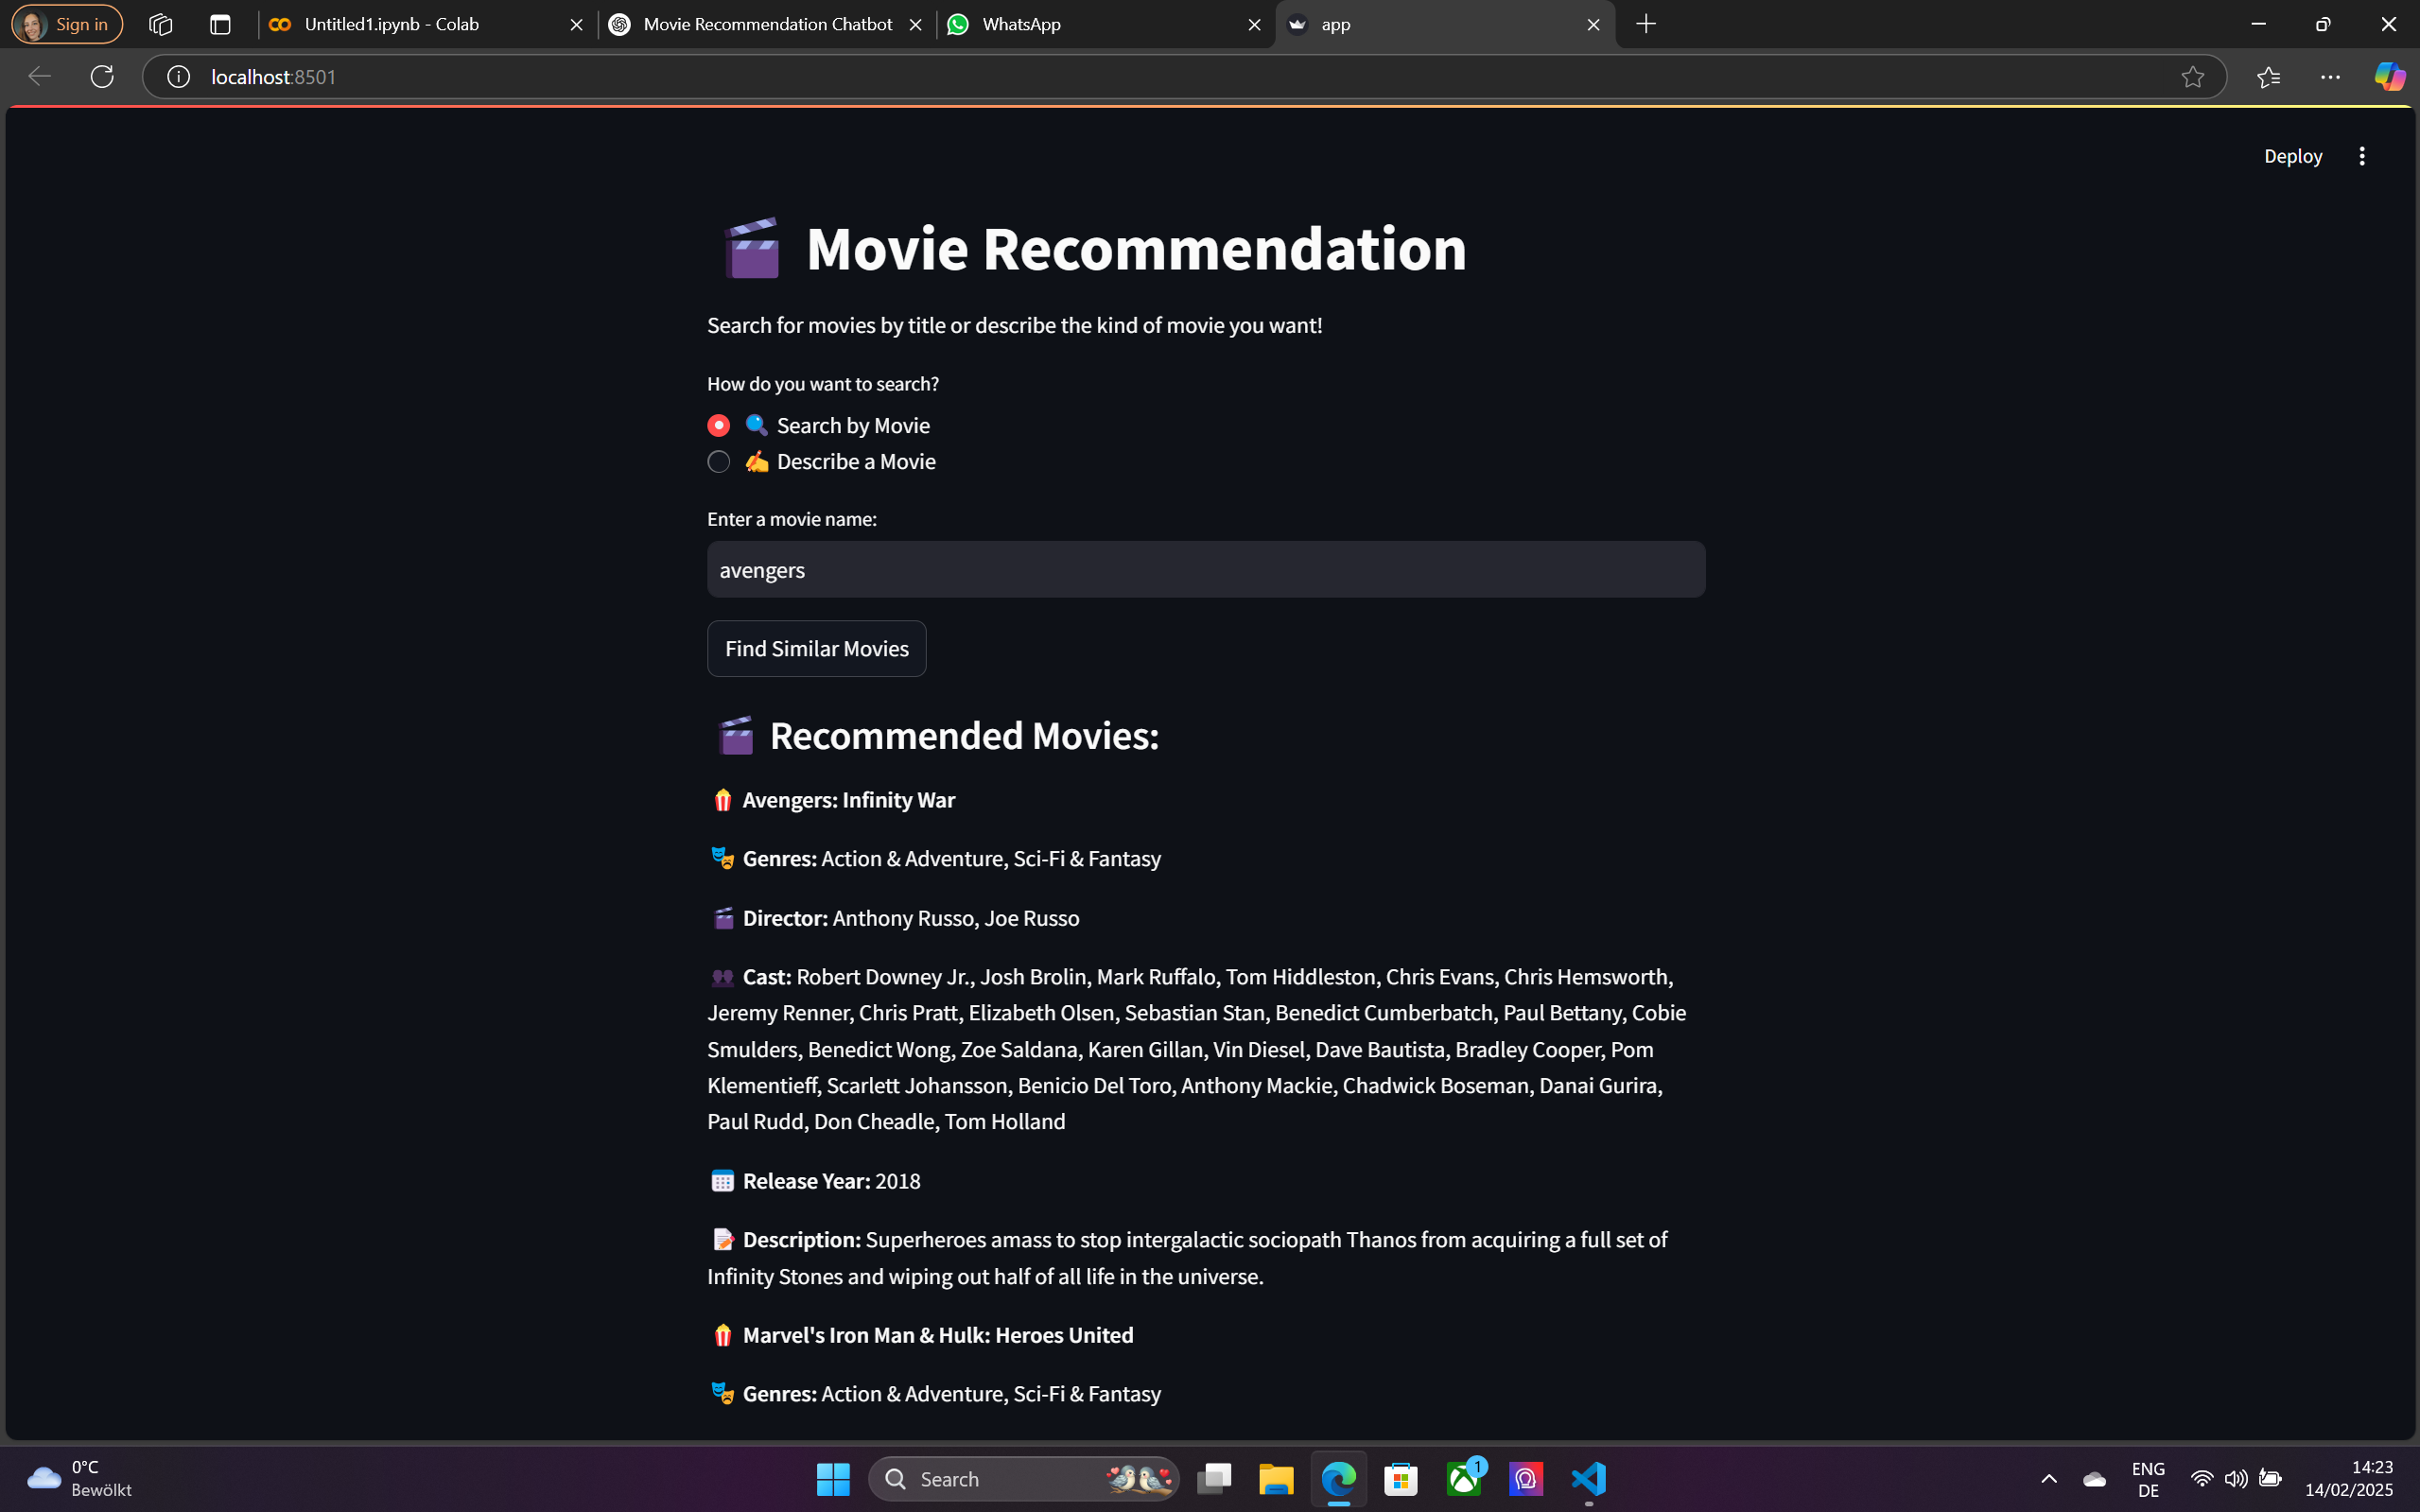 Sign in
Untitled1.ipynb - Colab
Movie Recommendation Chatbot
WhatsApp
app
localhost:8501
Deploy
Movie Recommendation
Search for movies by title or describe the kind of movie you want!
How do you want to search?
Search by Movie
Describe a Movie
Enter a movie name:
avengers
Find Similar Movies
Recommended Movies:
Avengers: Infinity War
Genres: Action & Adventure, Sci-Fi & Fantasy
Director: Anthony Russo, Joe Russo
Cast: Robert Downey Jr., Josh Brolin, Mark Ruffalo, Tom Hiddleston, Chris Evans, Chris Hemsworth,
Jeremy Renner, Chris Pratt, Elizabeth Olsen, Sebastian Stan, Benedict Cumberbatch, Paul Bettany, Cobie
Smulders, Benedict Wong, Zoe Saldana, Karen Gillan, Vin Diesel, Dave Bautista, Bradley Cooper, Pom
Klementieff, Scarlett Johansson, Benicio Del Toro, Anthony Mackie, Chadwick Boseman, Danai Gurira,
Paul Rudd, Don Cheadle, Tom Holland
Release Year: 2018
Description: Superheroes amass to stop intergalactic sociopath Thanos from acquiring a full set of
Infinity Stones and wiping out half of all life in the universe.
Marvel's Iron Man & Hulk: Heroes United
Genres: Action & Adventure, Sci-Fi & Fantasy
0°C
Bewölkt
Search
1
ENG
DE
14:23
14/02/2025